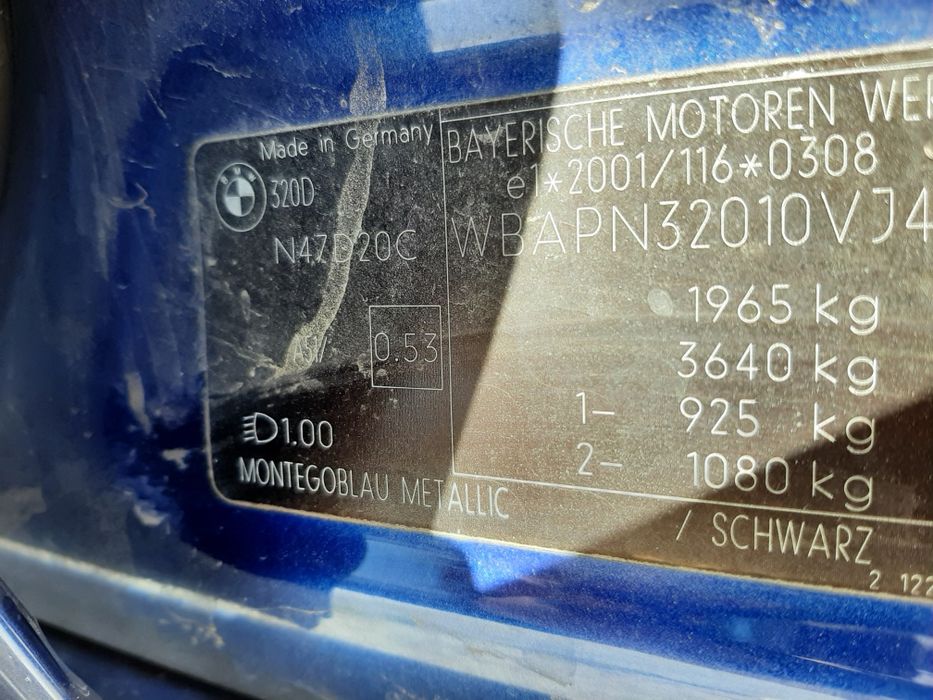 Made in Germany
320D
N47D20C
0.53
1.00
MONTEGOBLAU METALLIC
BAYERISCHE MOTOREN WER
e1*2001/116*0308
WBAPN32010VJ4
1965 kg
3640 kg
1- 925 kg
2- 1080 kg
/ SCHWARZ
2 122